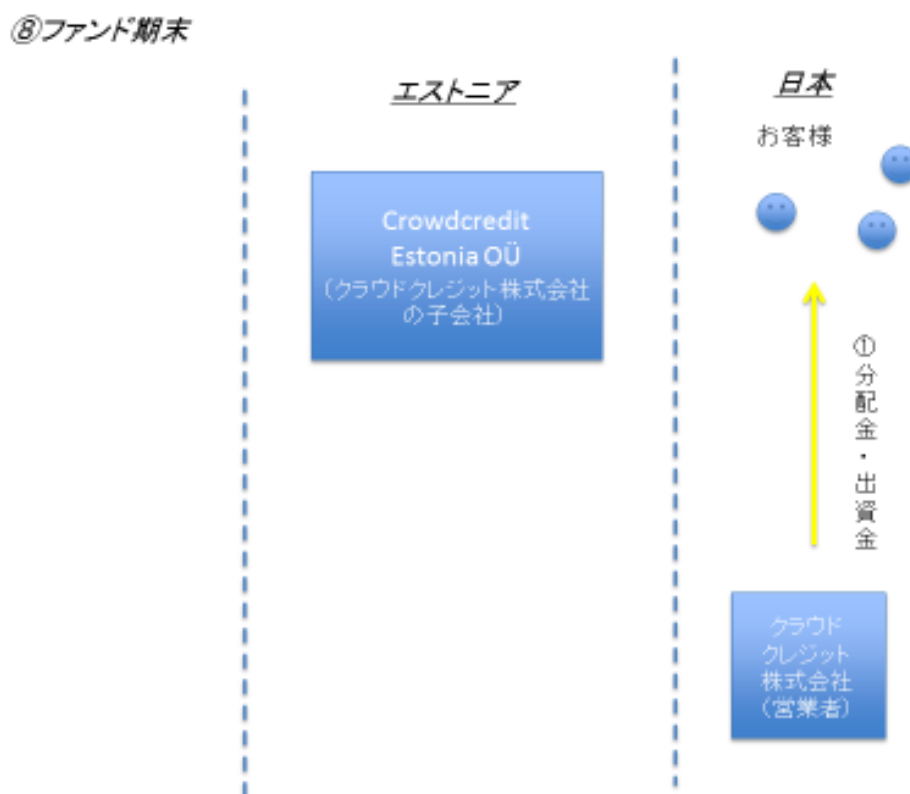 ⑧ファンド期末
エストニア
日本
お客様
Crowdcredit
Estonia OÜ
（クラウドクレジット株式会社
の子会社）
①分配金・出資金
クラウド
クレジット
株式会社
（営業者）